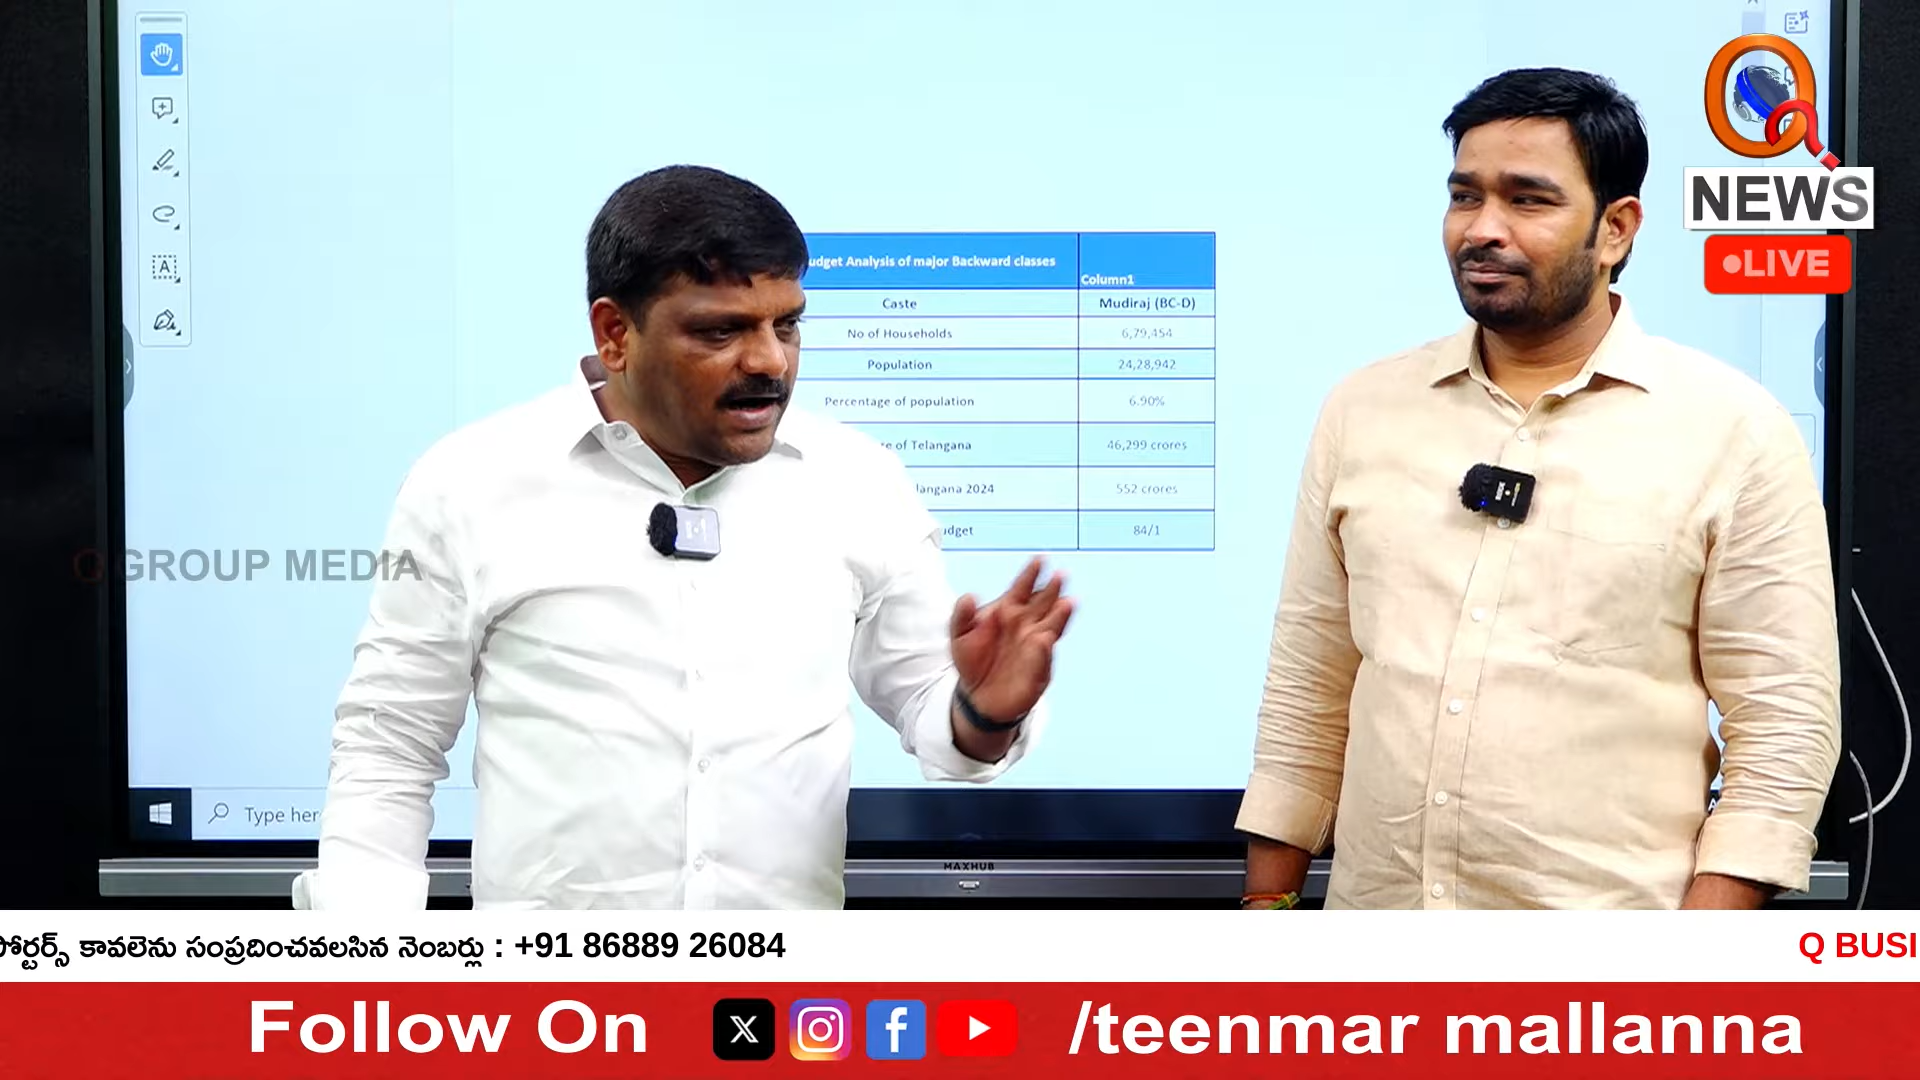 NEWS
LIVE
udget Analysis of major Backward classes
Column1
Caste
Mudiraj (BC-D)
No of Households
6,79,454
Population
24,28,942
Percentage of population
6.90%
of Telangana
46,299 crores
langana 2024
552 crores
84/1
Q GROUP MEDIA
Type her
MAXHUB
కావలెను సంప్రదించవలసిన నెంబర్లు : +91 86889 26084
Q BUSI
Follow On
/teenmar mallanna